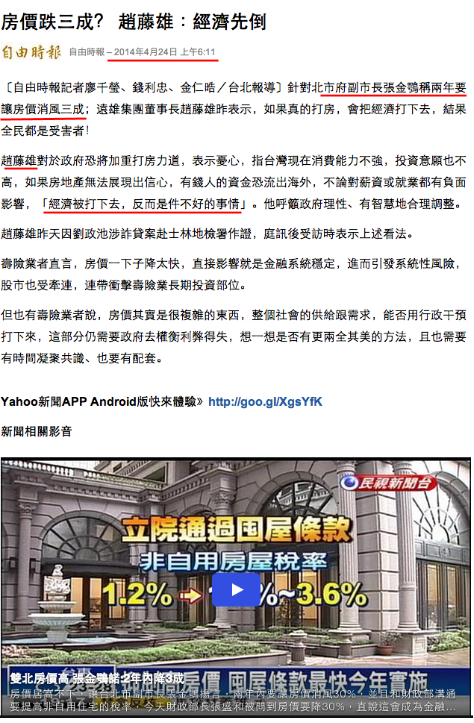 房價跌三成? 趙藤雄：經濟先倒
自由時報 自由時報 – 2014年4月24日 上午6:11
〔自由時報記者廖千瑩、錢利忠、金仁晧／台北報導〕針對北市府副市長張金鶚稱兩年要
讓房價消風三成；遠雄集團董事長趙藤雄昨表示，如果真的打房，會把經濟打下去，結果
全民都是受害者！
趙藤雄對於政府恐將加重打房力道，表示憂心，指台灣現在消費能力不強，投資意願也不
高，如果房地產無法展現出信心，有錢人的資金恐流出海外，不論對薪資或就業都有負面
影響，「經濟被打下去，反而是件不好的事情」。他呼籲政府理性、有智慧地合理調整。
趙藤雄昨天因劉政池涉詐貸案赴士林地檢署作證，庭訊後受訪時表示上述看法。
壽險業者直言，房價一下子降太快，直接影響就是金融系統穩定，進而引發系統性風險，
股市也受牽連，連帶衝擊壽險業長期投資部位。
但也有壽險業者說，房價其實是很複雜的東西，整個社會的供給跟需求，能否用行政干預
打下來，這部分仍需要政府去權衡利弊得失，想一想是否有更兩全其美的方法，且也需要
有時間凝聚共識、也要有配套。
Yahoo新聞APP Android版快來體驗》http://goo.gl/XgsYfK
新聞相關影音
民視新聞台
立院通過囤屋條款
非自用房屋稅率
1.2% %~3.6%
雙北房價高 張金鶚諾:2年內降3成
房價 囤屋條款最快今年實施
房價居高不下，讓台北市副市長張金鶚揚言，兩年內要讓房價消風30%，並且和財政部溝通
要提高非自用住宅的稅率，今天財政部長張盛和被問到房價要降30%，直說這會成為金融…